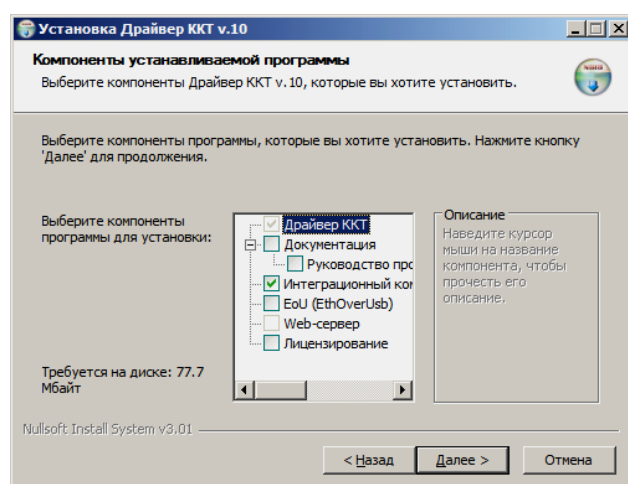 Установка Драйвер ККТ v.10
Компоненты устанавливаемой программы
Выберите компоненты Драйвер ККТ v.10, которые вы хотите установить.
Выберите компоненты программы, которые вы хотите установить. Нажмите кнопку
'Далее' для продолжения.
Выберите компоненты
программы для установки:
Драйвер ККТ
Документация
Руководство прс
Интеграционный кої
EoU (EthOverUsb)
Web-сервер
Лицензирование
Описание
Наведите курсор
мыши на название
компонента, чтобы
прочесть его
описание.
Требуется на диске: 77.7
Мбайт
Nullsoft Install System v3.01
< Назад
Далее >
Отмена